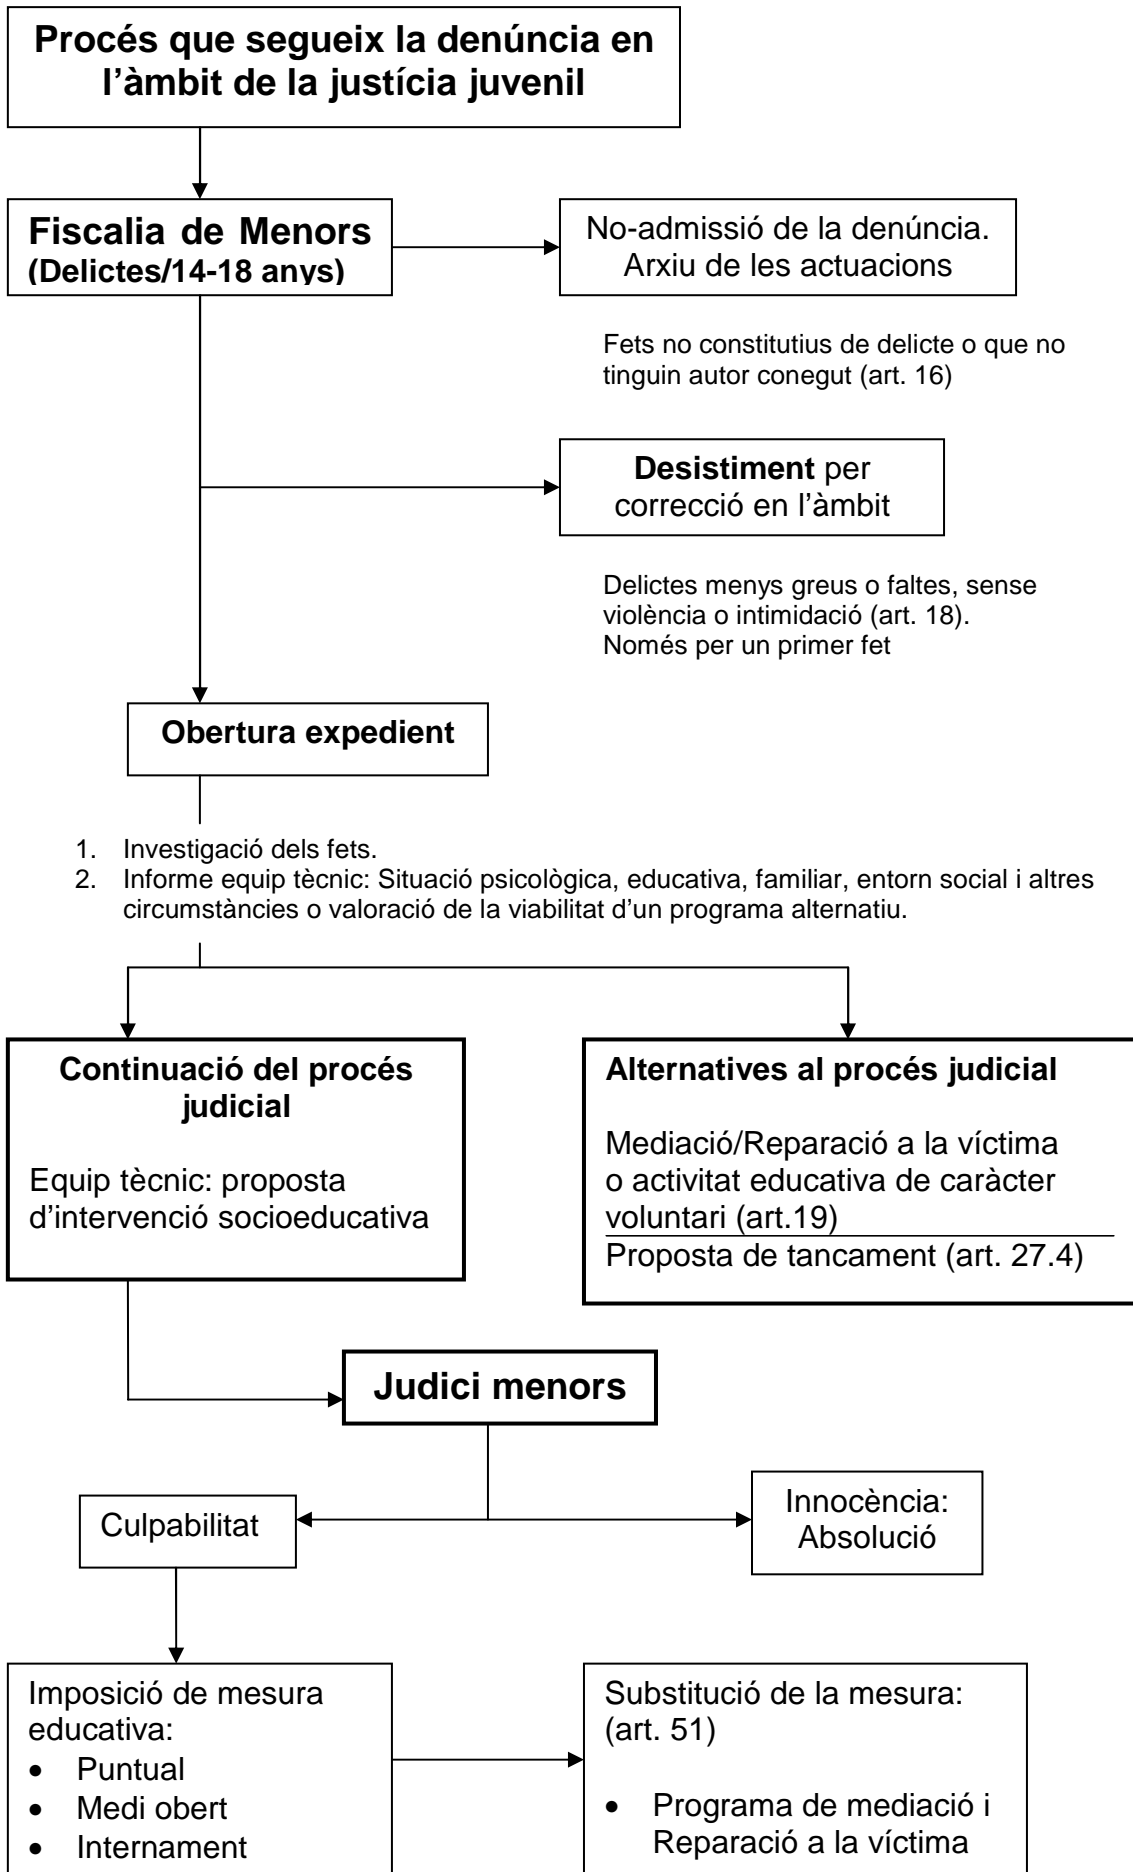 Procés que segueix la denúncia en
l'àmbit de la justícia juvenil
Fiscalia de Menors
(Delictes/14-18 anys)
No-admissió de la denúncia.
Arxiu de les actuacions
Fets no constitutius de delicte o que no
tinguin autor conegut (art. 16)
Desistiment per
correcció en l'àmbit
Delictes menys greus o faltes, sense
violència o intimidació (art. 18).
Només per un primer fet
Obertura expedient
1. Investigació dels fets.
2. Informe equip tècnic: Situació psicològica, educativa, familiar, entorn social i altres
circumstàncies o valoració de la viabilitat d'un programa alternatiu.
Continuació del procés
judicial
Equip tècnic: proposta
d'intervenció socioeducativa
Alternatives al procés judicial
Mediació/Reparació a la víctima
o activitat educativa de caràcter
voluntari (art.19)
Proposta de tancament (art. 27.4)
Judici menors
Culpabilitat
Innocència:
Absolució
Imposició de mesura
educativa:
• Puntual
• Medi obert
• Internament
Substitució de la mesura:
(art. 51)
• Programa de mediació i
Reparació a la víctima